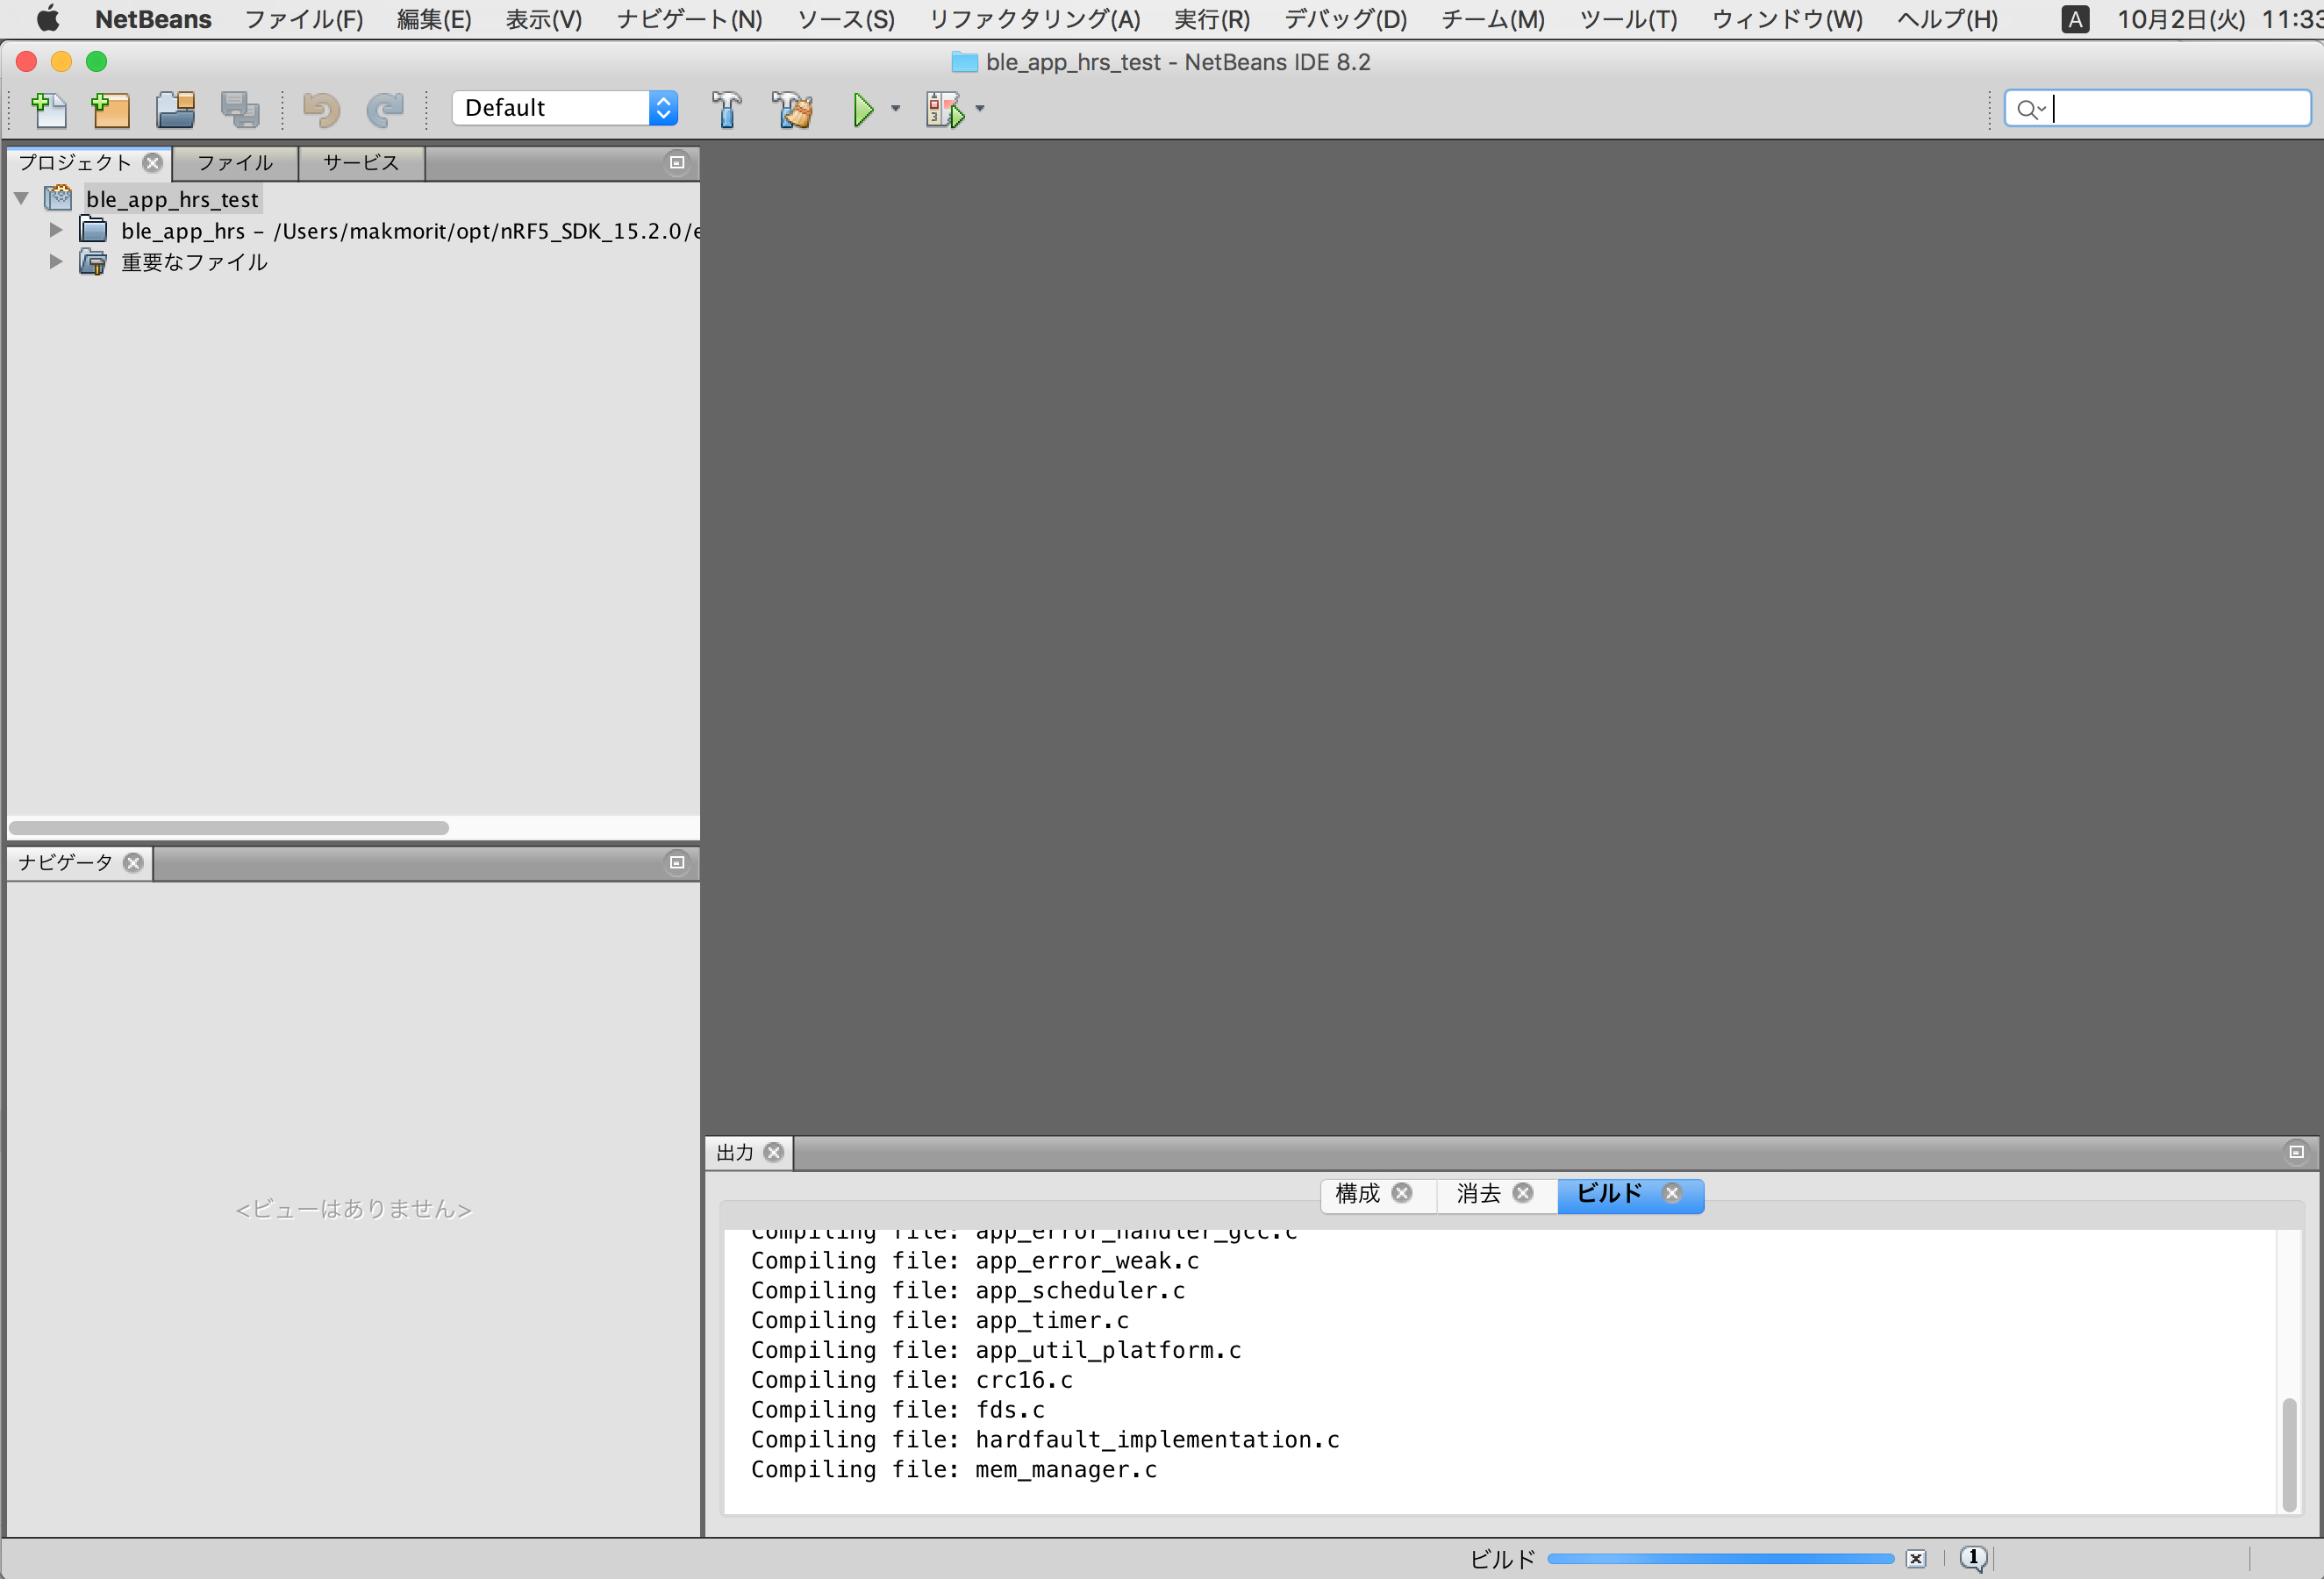 NetBeans ファイル(F) 編集(E) 表示(V) ナビゲート(N) ソース(S) リファクタリング(A) 実行(R) デバッグ(D) チーム(M) ツール(T) ウィンドウ(W) ヘルプ(H) A 10月2日(火) 11:33
ble_app_hrs_test - NetBeans IDE 8.2
Default
プロジェクト ファイル サービス
ble_app_hrs_test
ble_app_hrs – /Users/makmorit/opt/nRF5_SDK_15.2.0/e
重要なファイル
ナビゲータ
<ビューはありません>
出力
構成 消去 ビルド
Compiling file: app_error_handler_gcc.c
Compiling file: app_error_weak.c
Compiling file: app_scheduler.c
Compiling file: app_timer.c
Compiling file: app_util_platform.c
Compiling file: crc16.c
Compiling file: fds.c
Compiling file: hardfault_implementation.c
Compiling file: mem_manager.c
ビルド 1